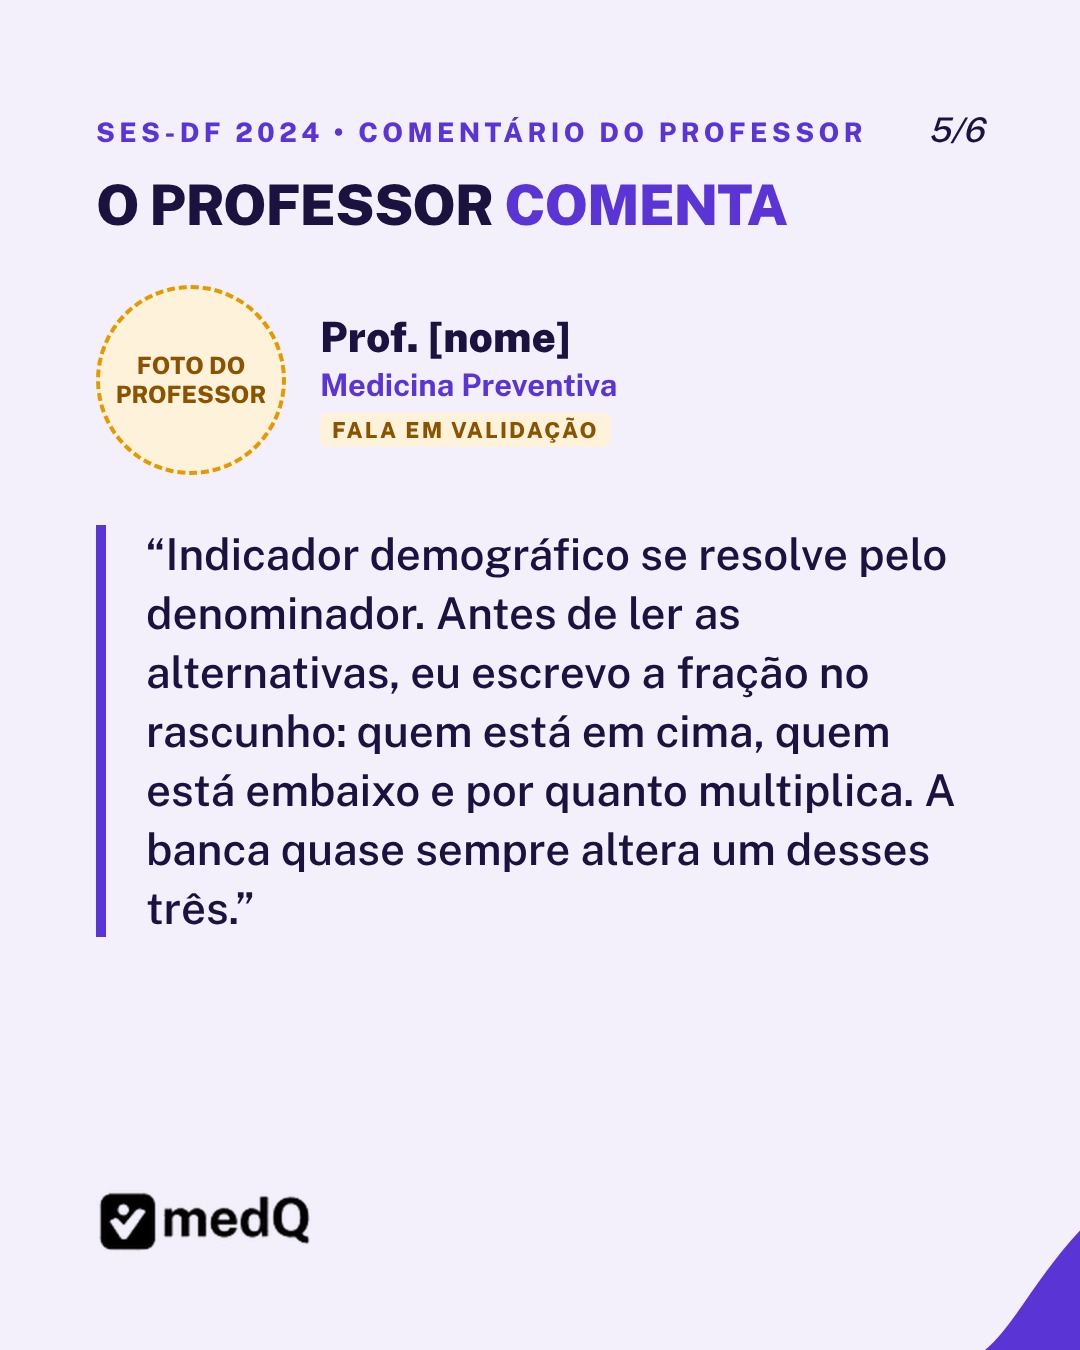 SES-DF 2024 • COMENTÁRIO DO PROFESSOR 5/6
O PROFESSOR COMENTA
FOTO DO
PROFESSOR
Prof. [nome]
Medicina Preventiva
FALA EM VALIDAÇÃO
“Indicador demográfico se resolve pelo
denominador. Antes de ler as
alternativas, eu escrevo a fração no
rascunho: quem está em cima, quem
está embaixo e por quanto multiplica. A
banca quase sempre altera um desses
três.”
medQ